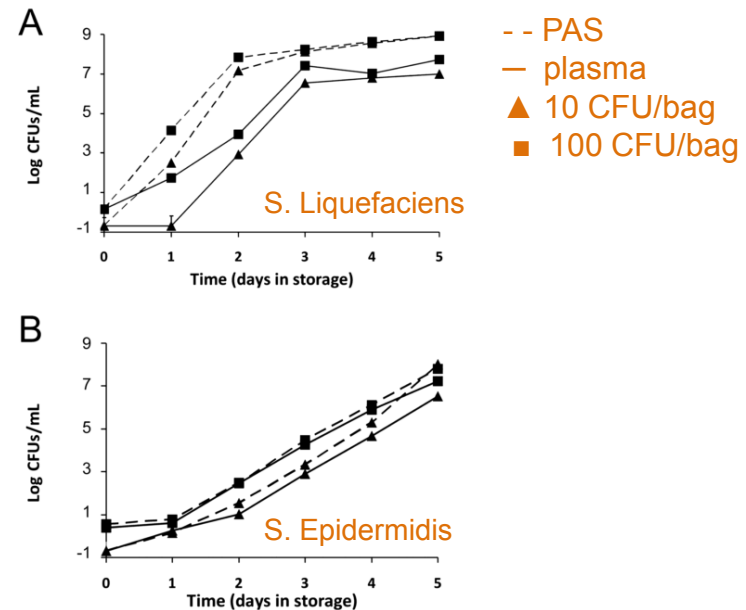 A
9
7
5
3
1
-1
Log CFUs/mL
0 1 2 3 4 5
Time (days in storage)
S. Liquefaciens
- - PAS
– plasma
▲ 10 CFU/bag
■ 100 CFU/bag
B
9
7
5
3
1
-1
Log CFUs/mL
0 1 2 3 4 5
Time (days in storage)
S. Epidermidis